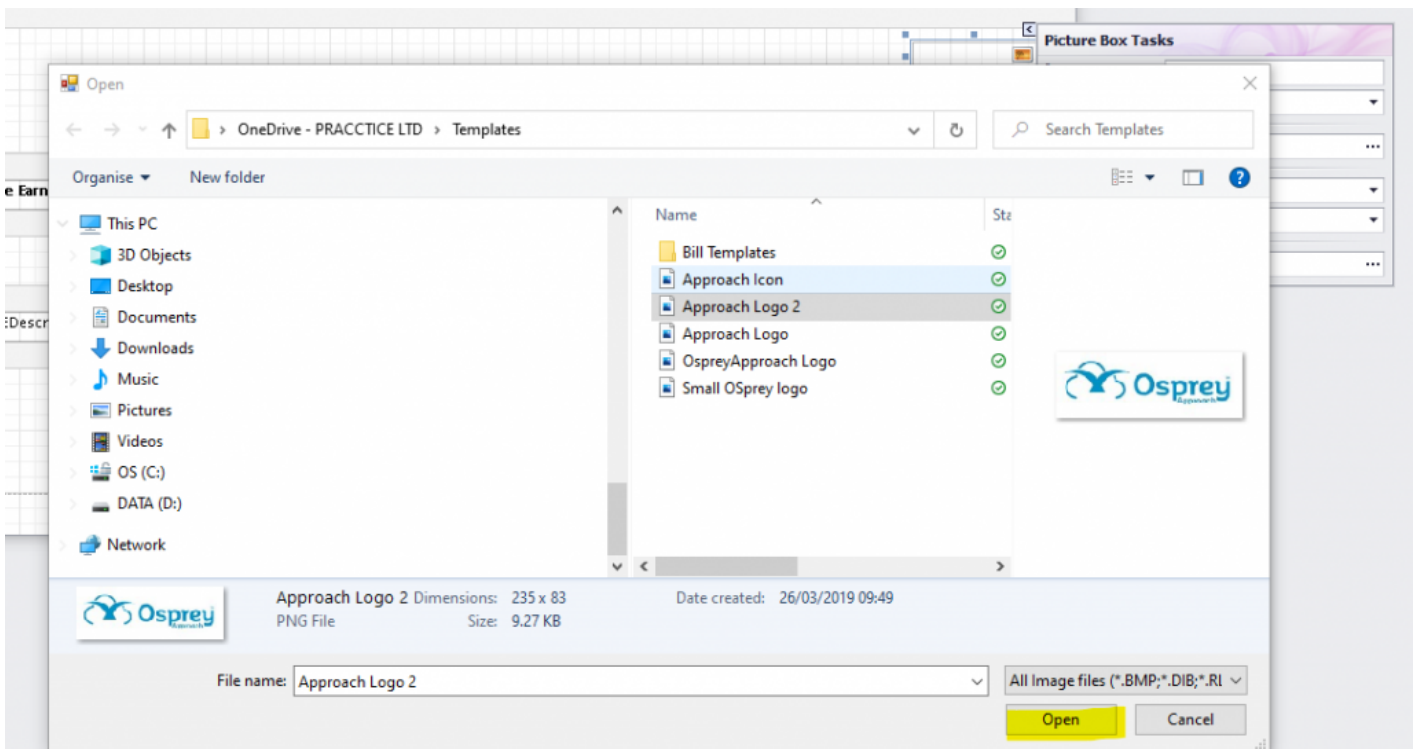 Picture Box Tasks
Open
OneDrive - PRACCTICE LTD > Templates
Search Templates
Organise
New folder
e Earn
EDescr
This PC
3D Objects
Desktop
Documents
Downloads
Music
Pictures
Videos
OS (C:)
DATA (D:)
Network
Name
Sta
Bill Templates
Approach Icon
Approach Logo 2
Approach Logo
OspreyApproach Logo
Small OSprey logo
Osprey
Approach
Osprey
Approach
Approach Logo 2 Dimensions: 235 x 83 Date created: 26/03/2019 09:49
PNG File Size: 9.27 KB
File name: Approach Logo 2 All Image files (*.BMP;*.DIB;*.RL
Open Cancel